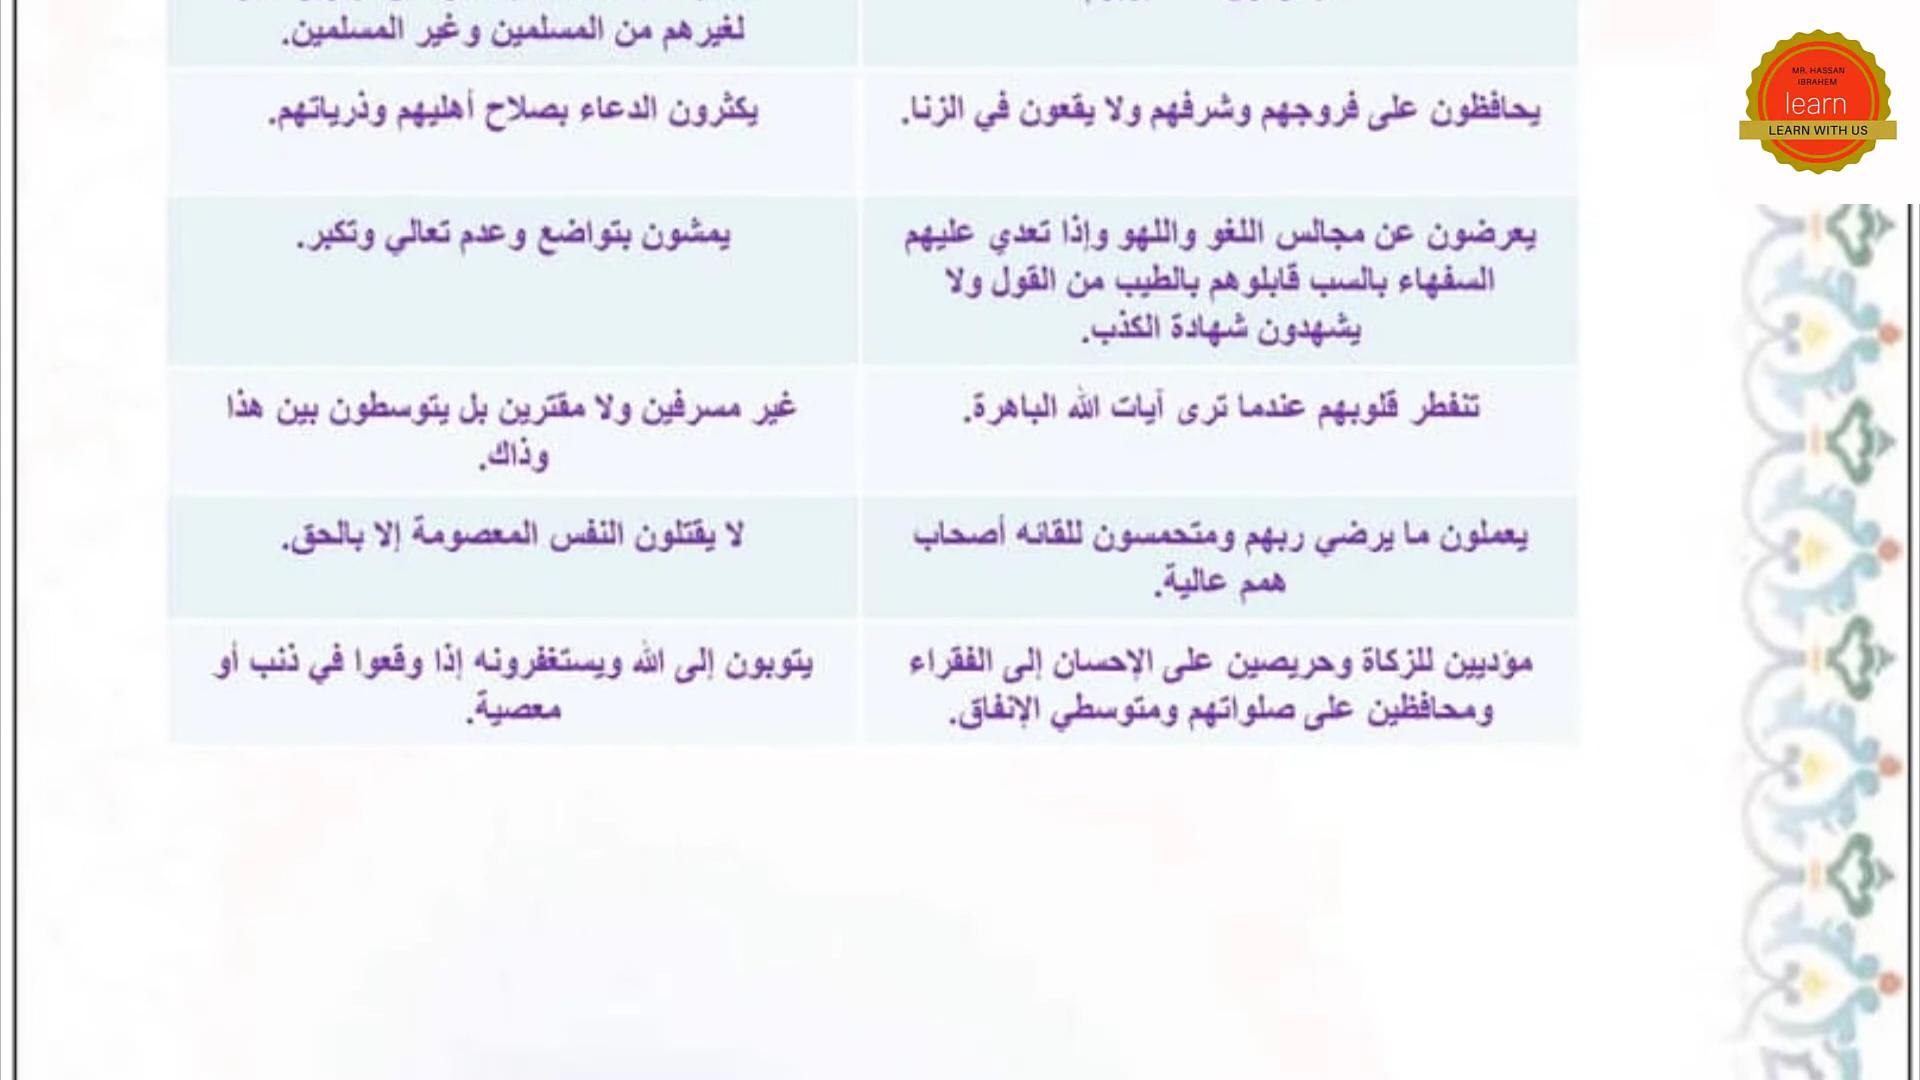 لغيرهم من المسلمين وغير المسلمين.
يحافظون على فروجهم وشرفهم ولا يقعون في الزنا.
يكثرون الدعاء بصلاح أهليهم وذرياتهم.
يعرضون عن مجالس اللغو واللهو وإذا تعدي عليهم
السفهاء بالسب قابلوهم بالطيب من القول ولا
يشهدون شهادة الكذب.
يمشون بتواضع وعدم تعالي وتكبر.
تنفطر قلوبهم عندما ترى آيات الله الباهرة.
غير مسرفين ولا مقترين بل يتوسطون بين هذا
وذاك.
يعملون ما يرضي ربهم ومتحمسون للقائه أصحاب
همم عالية.
لا يقتلون النفس المعصومة إلا بالحق.
مؤديين للزكاة وحريصين على الإحسان إلى الفقراء
ومحافظين على صلواتهم ومتوسطي الإنفاق.
يتوبون إلى الله ويستغفرونه إذا وقعوا في ذنب أو
معصية.
MR. HASSAN
IBRAHEM
learn
LEARN WITH US